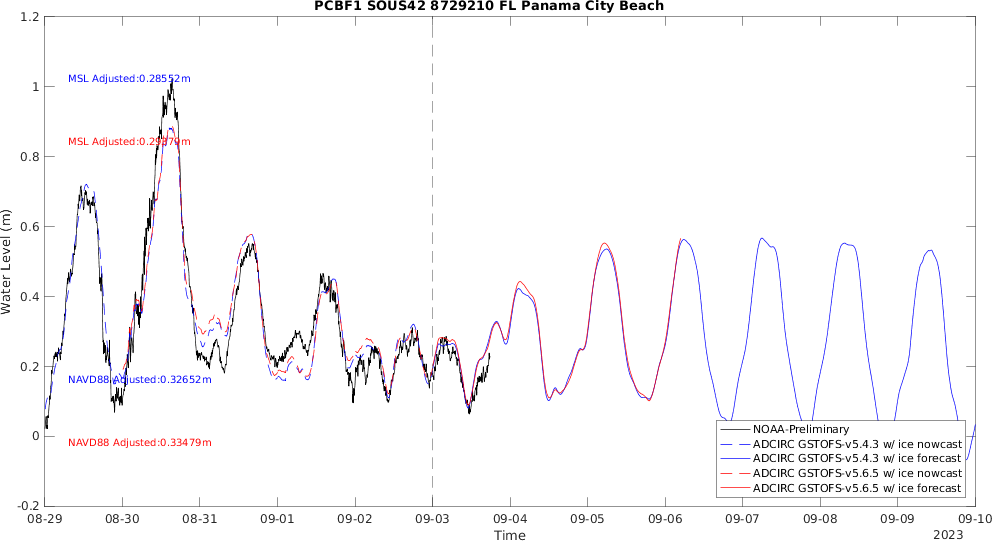 PCBF1 SOUS42 8729210 FL Panama City Beach
1.2
1
0.8
0.6
0.4
0.2
0
-0.2
Water Level (m)
MSL Adjusted:0.28552m
MSL Adjusted:
NAVD88 Adjusted:0.32652m
NAVD88 Adjusted:0.33479m
NOAA-Preliminary
ADCIRC GSTOFS-v5.4.3 w/ ice nowcast
ADCIRC GSTOFS-v5.4.3 w/ ice forecast
ADCIRC GSTOFS-v5.6.5 w/ ice nowcast
ADCIRC GSTOFS-v5.6.5 w/ ice forecast
08-29 08-30 08-31 09-01 09-02 09-03 09-04 09-05 09-06 09-07 09-08 09-09 09-10
Time
2023